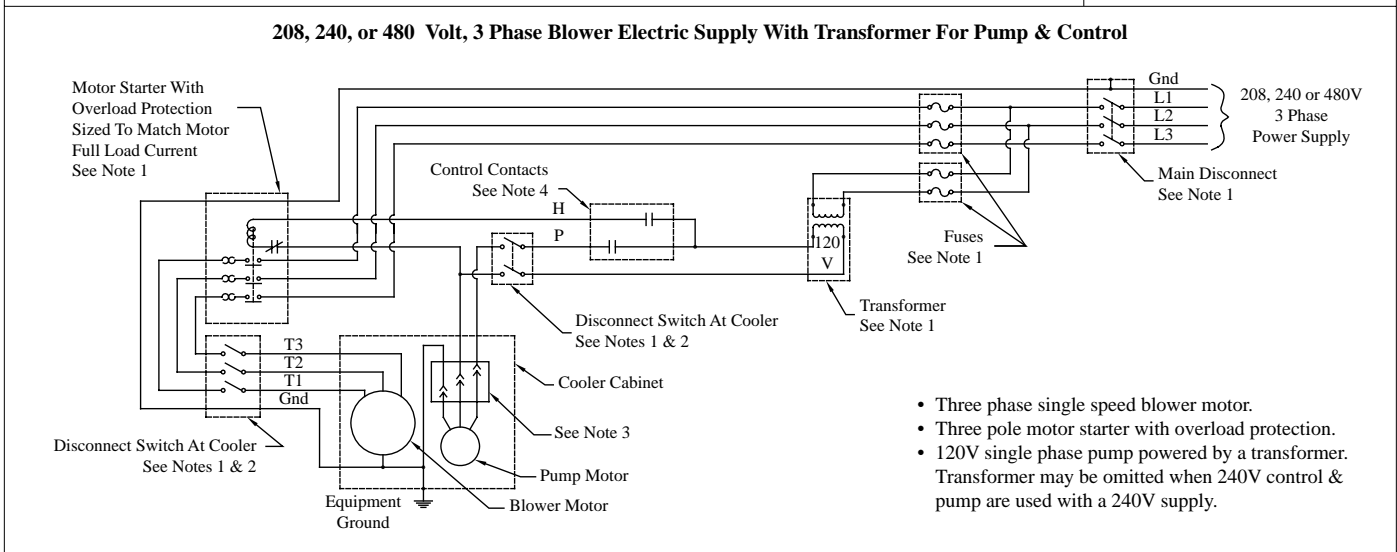 208, 240, or 480 Volt, 3 Phase Blower Electric Supply With Transformer For Pump & Control
Motor Starter With
Overload Protection
Sized To Match Motor
Full Load Current
See Note 1
Gnd
L1
L2
L3
208, 240 or 480V
3 Phase
Power Supply
Main Disconnect
See Note 1
Control Contacts
See Note 4
H
P
Fuses
See Note 1
120
V
Transformer
See Note 1
Disconnect Switch At Cooler
See Notes 1 & 2
T3
T2
T1
Gnd
Cooler Cabinet
See Note 3
Pump Motor
Blower Motor
Disconnect Switch At Cooler
See Notes 1 & 2
Equipment
Ground
• Three phase single speed blower motor.
• Three pole motor starter with overload protection.
• 120V single phase pump powered by a transformer.
Transformer may be omitted when 240V control &
pump are used with a 240V supply.